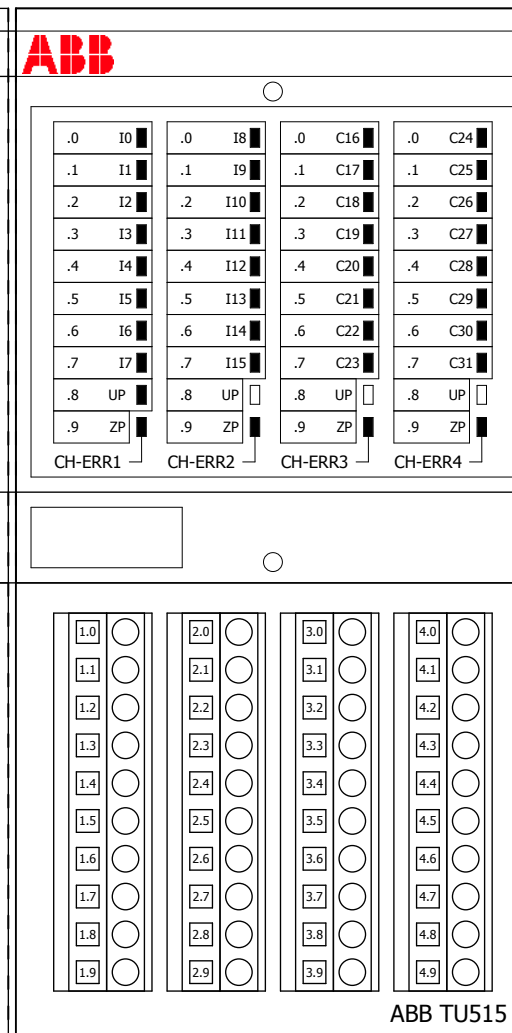 ABB
.0 I0 .0 I8 .0 C16 .0 C24
.1 I1 .1 I9 .1 C17 .1 C25
.2 I2 .2 I10 .2 C18 .2 C26
.3 I3 .3 I11 .3 C19 .3 C27
.4 I4 .4 I12 .4 C20 .4 C28
.5 I5 .5 I13 .5 C21 .5 C29
.6 I6 .6 I14 .6 C22 .6 C30
.7 I7 .7 I15 .7 C23 .7 C31
.8 UP .8 UP .8 UP .8 UP
.9 ZP .9 ZP .9 ZP .9 ZP
CH-ERR1 CH-ERR2 CH-ERR3 CH-ERR4
1.0 2.0 3.0 4.0
1.1 2.1 3.1 4.1
1.2 2.2 3.2 4.2
1.3 2.3 3.3 4.3
1.4 2.4 3.4 4.4
1.5 2.5 3.5 4.5
1.6 2.6 3.6 4.6
1.7 2.7 3.7 4.7
1.8 2.8 3.8 4.8
1.9 2.9 3.9 4.9
ABB TU515